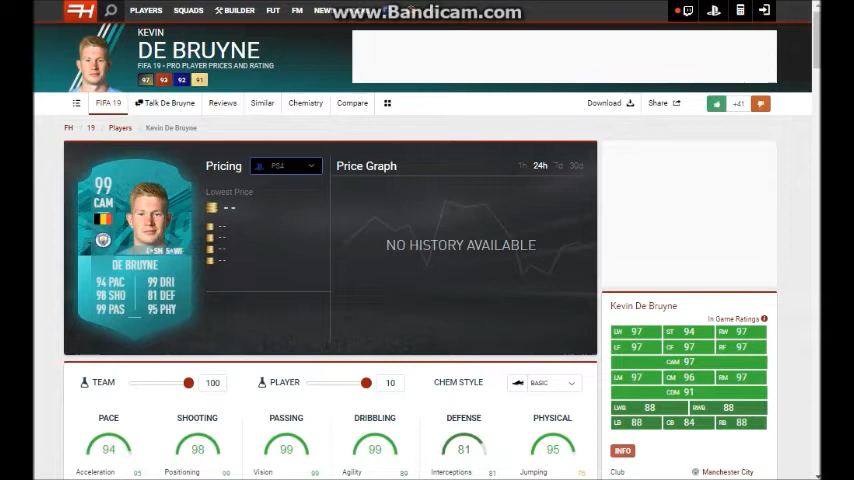 www.Bandicam.com
FH PLAYERS SQUADS BUILDER FUT FM NEWS
KEVIN
DE BRUYNE
FIFA 19 • PRO PLAYER PRICES AND RATING
97 93 92 91
FIFA 19 Talk De Bruyne Reviews Similar Chemistry Compare Download Share +41
FH / 19 / Players / Kevin De Bruyne
99
CAM
DE BRUYNE
94 PAC 99 DRI
98 SHO 81 DEF
99 PAS 95 PHY
Pricing PS4
Lowest Price
--
--
--
--
--
Price Graph 1H 24h 7d 30d
NO HISTORY AVAILABLE
Kevin De Bruyne
In Game Ratings
LW 97 ST 94 RW 97
LF 97 CF 97 RF 97
CAM 97
LM 97 CM 96 RM 97
CDM 91
LWB 88 RWB 88
LB 88 CB 84 RB 88
INFO
Club Manchester City
TEAM 100 PLAYER 10 CHEM STYLE BASIC
PACE SHOOTING PASSING DRIBBLING DEFENSE PHYSICAL
94 98 99 99 81 95
Acceleration 95 Positioning 99 Vision 99 Agility 89 Interceptions 81 Jumping 76